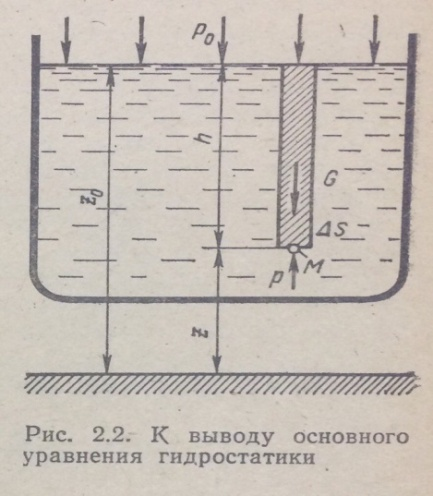 p₀
h
z₀
G
ΔS
M
p
z
Рис. 2.2. К выводу основного
уравнения гидростатики